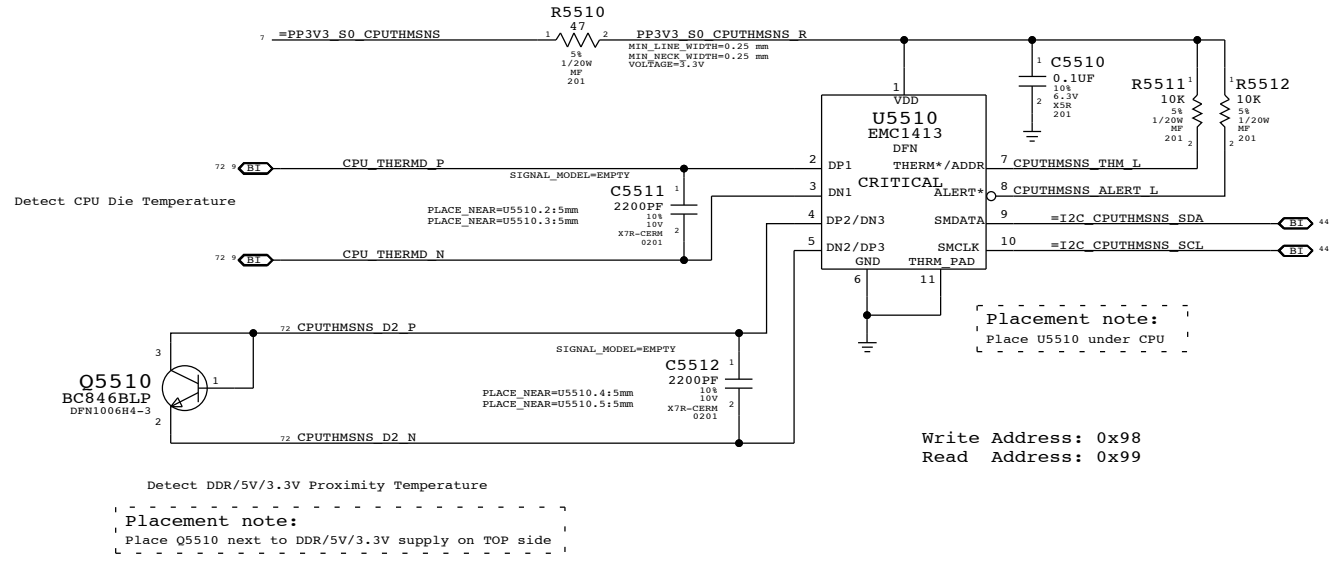 R5510
47
7 =PP3V3_S0_CPUTHMSNS 1 2 PP3V3_S0_CPUTHMSNS_R
5%
1/20W
MF
201
MIN_LINE_WIDTH=0.25 mm
MIN_NECK_WIDTH=0.25 mm
VOLTAGE=3.3V
1
C5510
0.1UF
10%
6.3V
X5R
201
2
R5511 1
10K
5%
1/20W
MF
201 2
1 R5512
10K
5%
1/20W
MF
2 201
1
VDD
U5510
EMC1413
DFN
CRITICAL
72 9 BI CPU_THERMD_P 2 DP1
THERM*/ADDR 7 CPUTHMSNS_THM_L
SIGNAL_MODEL=EMPTY
3 DN1
ALERT* 8 CPUTHMSNS_ALERT_L
Detect CPU Die Temperature
C5511 1
2200PF
10%
10V
X7R-CERM 2
0201
PLACE_NEAR=U5510.2:5mm
PLACE_NEAR=U5510.3:5mm
4 DP2/DN3
SMDATA 9 =I2C_CPUTHMSNS_SDA BI 44
5 DN2/DP3
SMCLK 10 =I2C_CPUTHMSNS_SCL BI 44
72 9 BI CPU_THERMD_N
GND THRM_PAD
6 11
Placement note:
Place U5510 under CPU
72 CPUTHMSNS_D2_P
SIGNAL_MODEL=EMPTY
3
Q5510 1
BC846BLP
DFN1006H4-3
2
C5512 1
2200PF
10%
10V
X7R-CERM 2
0201
PLACE_NEAR=U5510.4:5mm
PLACE_NEAR=U5510.5:5mm
72 CPUTHMSNS_D2_N
Write Address: 0x98
Read Address: 0x99
Detect DDR/5V/3.3V Proximity Temperature
Placement note:
Place Q5510 next to DDR/5V/3.3V supply on TOP side